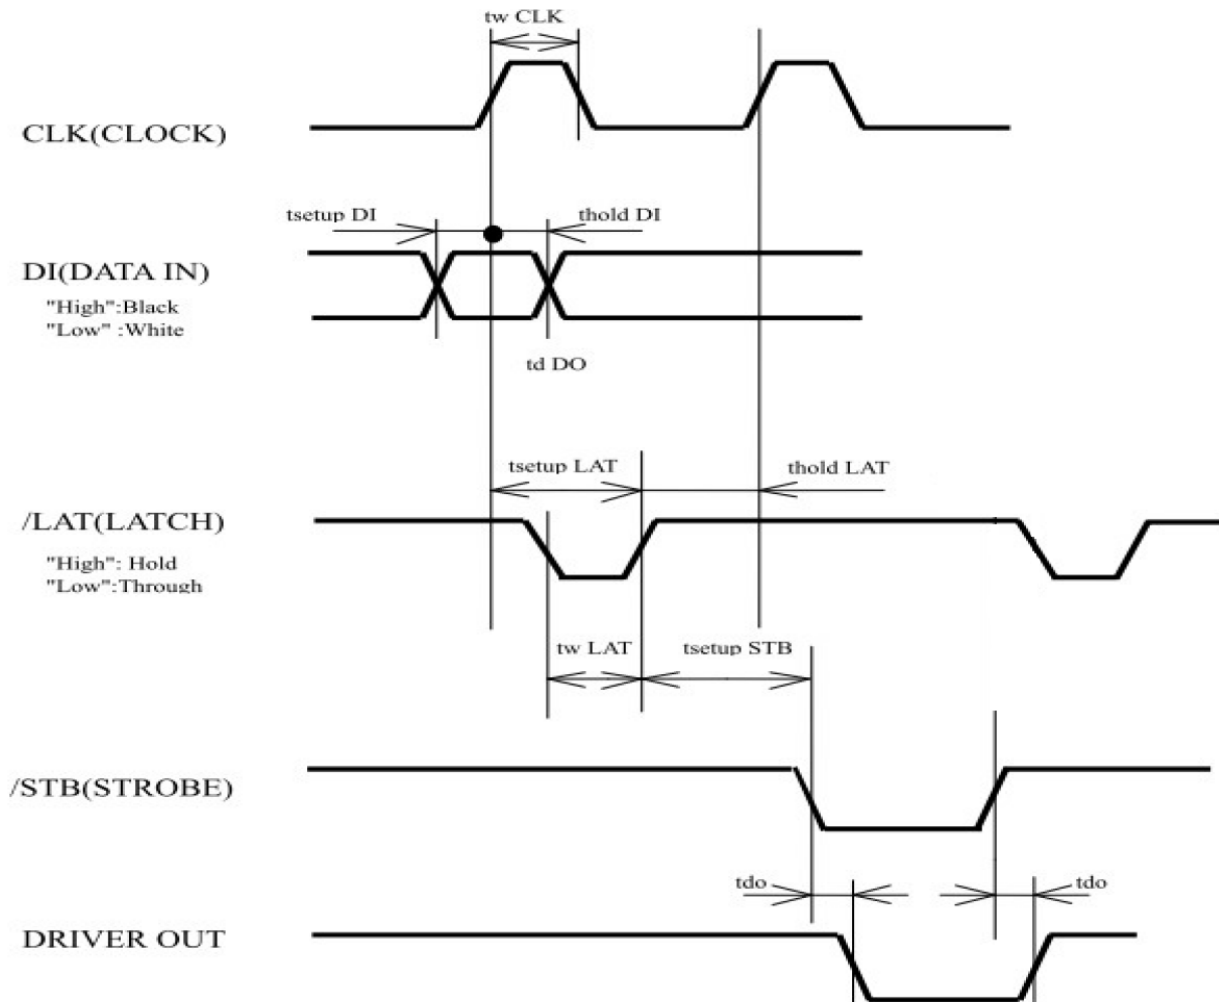 tw CLK
CLK(CLOCK)
tsetup DI
thold DI
DI(DATA IN)
"High":Black
"Low" :White
td DO
tsetup LAT
thold LAT
/LAT(LATCH)
"High": Hold
"Low":Through
tw LAT
tsetup STB
/STB(STROBE)
tdo
tdo
DRIVER OUT